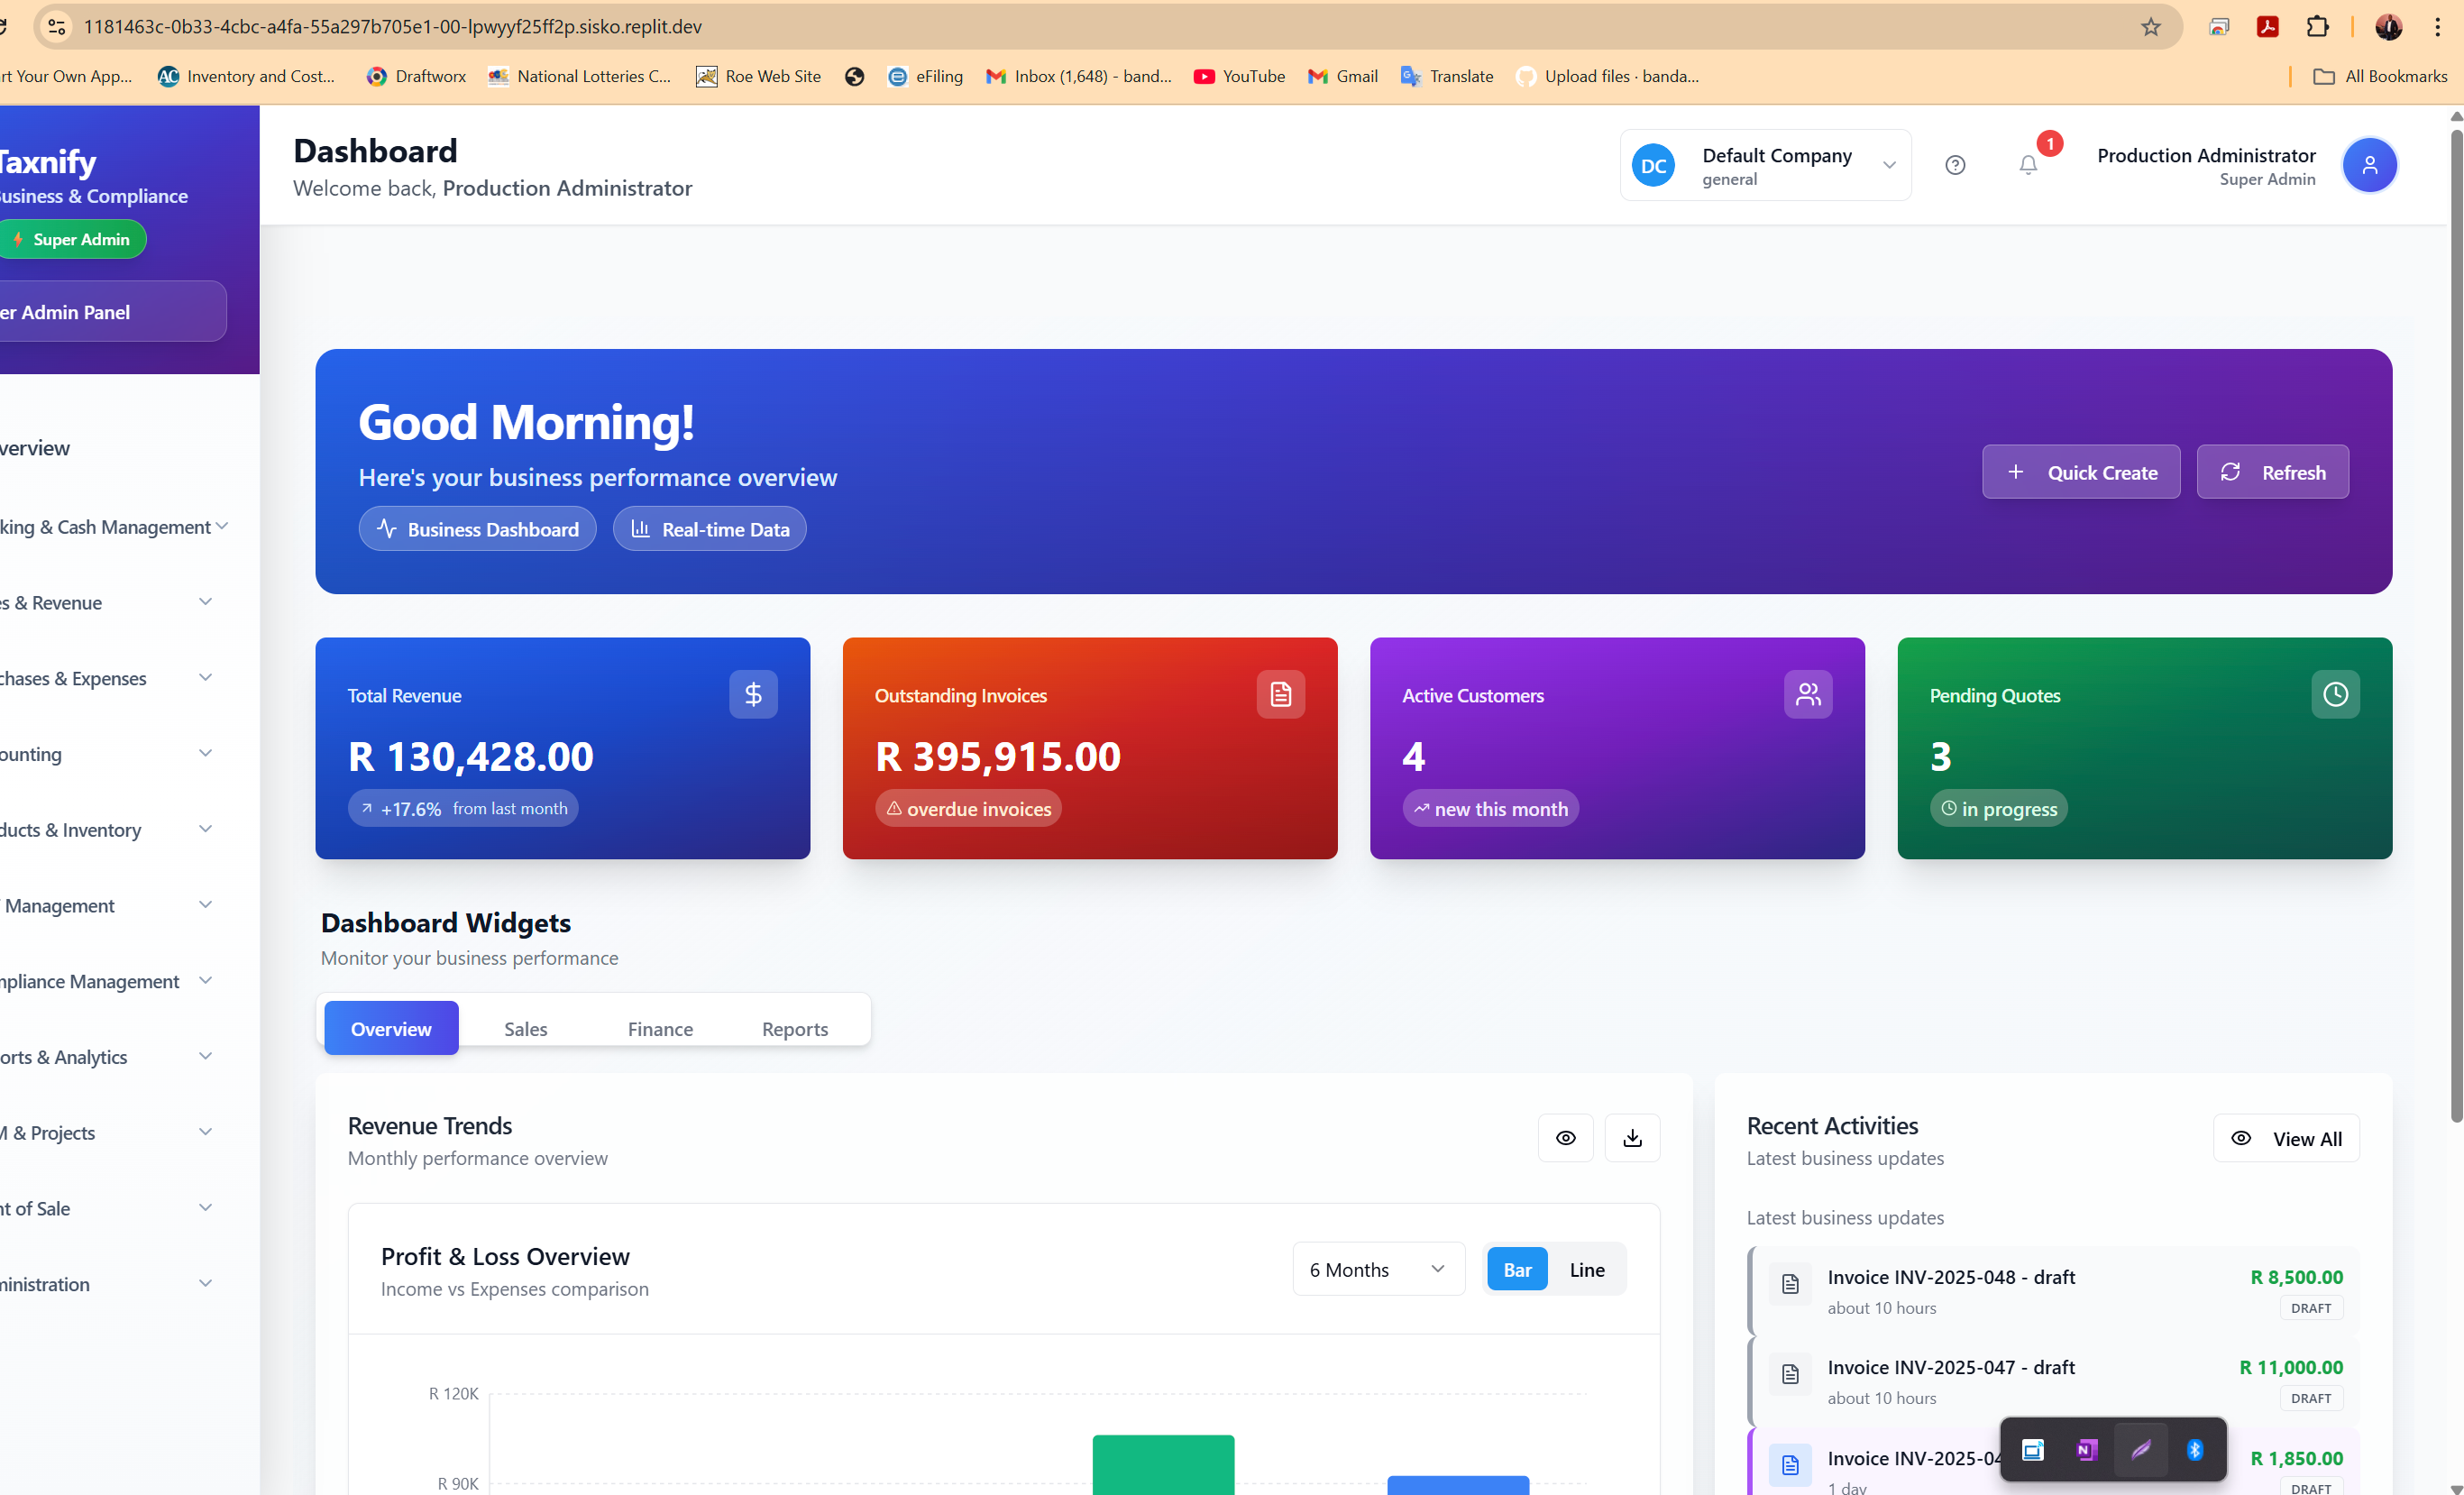 1181463c-0b33-4cbc-a4fa-55a297b705e1-00-lpwyyf25ff2p.sisko.replit.dev
rt Your Own App... AC Inventory and Cost... Draftworx National Lotteries C... Roe Web Site eFiling Inbox (1,648) - band... YouTube Gmail Translate Upload files · banda... All Bookmarks
Taxnify
Business & Compliance
Super Admin
er Admin Panel
verview
king & Cash Management
es & Revenue
chases & Expenses
ounting
ducts & Inventory
Management
mpliance Management
orts & Analytics
M & Projects
nt of Sale
ministration
Dashboard
Welcome back, Production Administrator
DC
Default Company
general
1
Production Administrator
Super Admin
Good Morning!
Here's your business performance overview
Business Dashboard
Real-time Data
Quick Create
Refresh
Total Revenue
R 130,428.00
+17.6% from last month
Outstanding Invoices
R 395,915.00
overdue invoices
Active Customers
4
new this month
Pending Quotes
3
in progress
Dashboard Widgets
Monitor your business performance
Overview Sales Finance Reports
Revenue Trends
Monthly performance overview
Profit & Loss Overview
Income vs Expenses comparison
6 Months
Bar Line
R 120K
R 90K
Recent Activities
Latest business updates
View All
Latest business updates
Invoice INV-2025-048 - draft
about 10 hours
R 8,500.00
DRAFT
Invoice INV-2025-047 - draft
about 10 hours
R 11,000.00
DRAFT
Invoice INV-2025-04
1 day
R 1,850.00
DRAFT